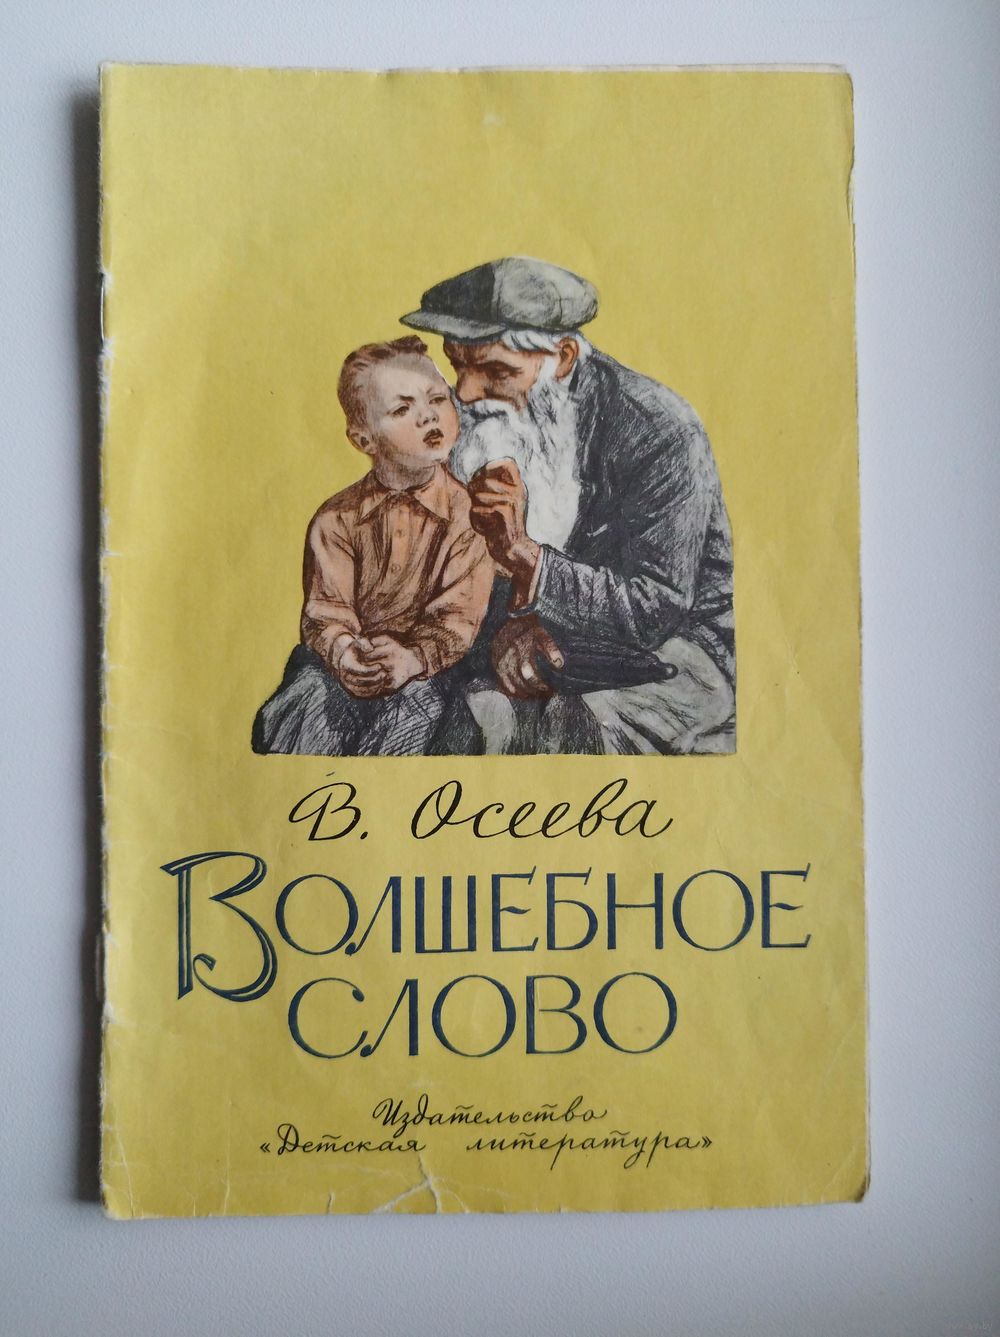 В. Осеева
ВОЛШЕБНОЕ
СЛОВО
Издательство
«Детская литература»